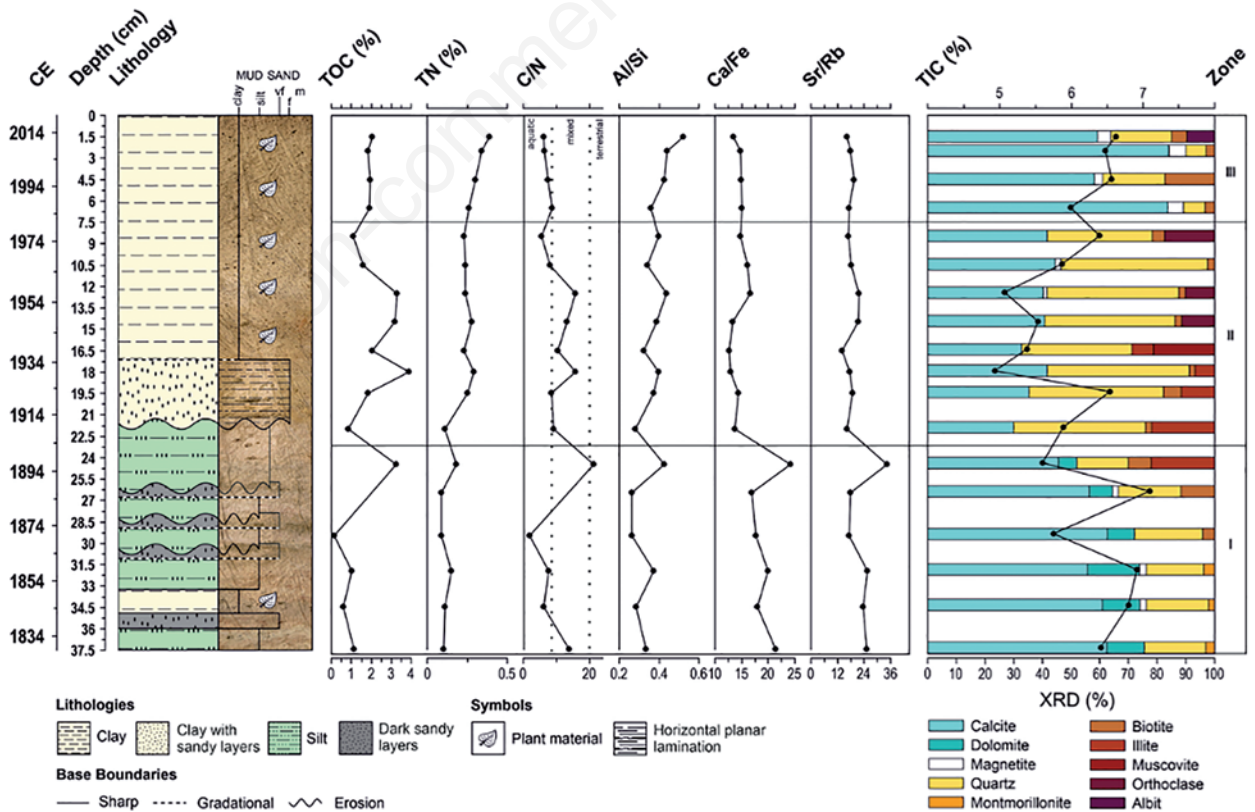 CE
Depth (cm)
Lithology
MUD SAND
clay
silt
vf
f
m
TOC (%)
TN (%)
C/N
Al/Si
Ca/Fe
Sr/Rb
TIC (%)
Zone
5 6 7
aquatic
mixed
terrestrial
2014
1994
1974
1954
1934
1914
1894
1874
1854
1834
0
1.5
3
4.5
6
7.5
9
10.5
12
13.5
15
16.5
18
19.5
21
22.5
24
25.5
27
28.5
30
31.5
33
34.5
36
37.5
III
II
I
0 1 2 3 4
0.5
0 20
0.2 0.4 0.6
10 15 20 25
12 24 36
0 10 20 30 40 50 60 70 80 90 100
XRD (%)
Lithologies
Clay
Clay with
sandy layers
Silt
Dark sandy
layers
Symbols
Plant material
Horizontal planar
lamination
Base Boundaries
Sharp
Gradational
Erosion
Calcite
Dolomite
Magnetite
Quartz
Montmorillonite
Biotite
Illite
Muscovite
Orthoclase
Albit